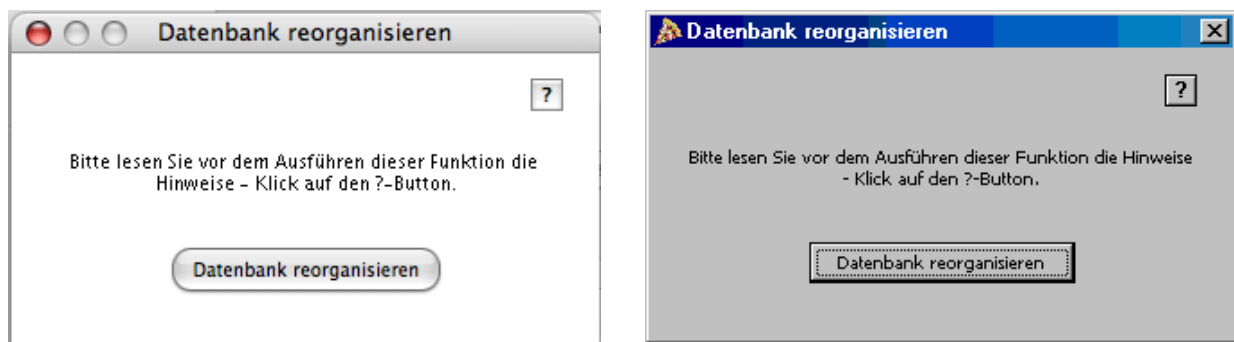 Datenbank reorganisieren
?
Bitte lesen Sie vor dem Ausführen dieser Funktion die
Hinweise – Klick auf den ?-Button.
Datenbank reorganisieren
Datenbank reorganisieren
?
Bitte lesen Sie vor dem Ausführen dieser Funktion die Hinweise
- Klick auf den ?-Button.
Datenbank reorganisieren